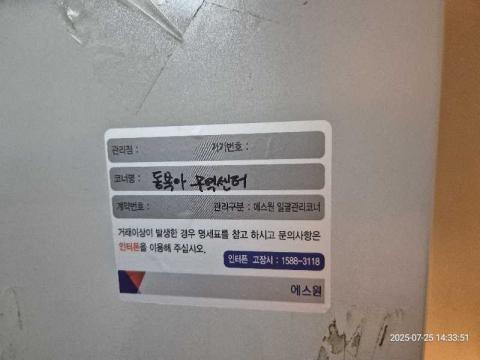 관리점 : 기기번호 :
코너명 : 동북아 무역센터
계약번호 : 관리구분 : 에스원 일괄관리코너
거래이상이 발생한 경우 명세표를 참고 하시고 문의사항은
인터폰을 이용해 주십시오.
인터폰 고장시 : 1588-3118
에스원
2025-07-25 14:33:51